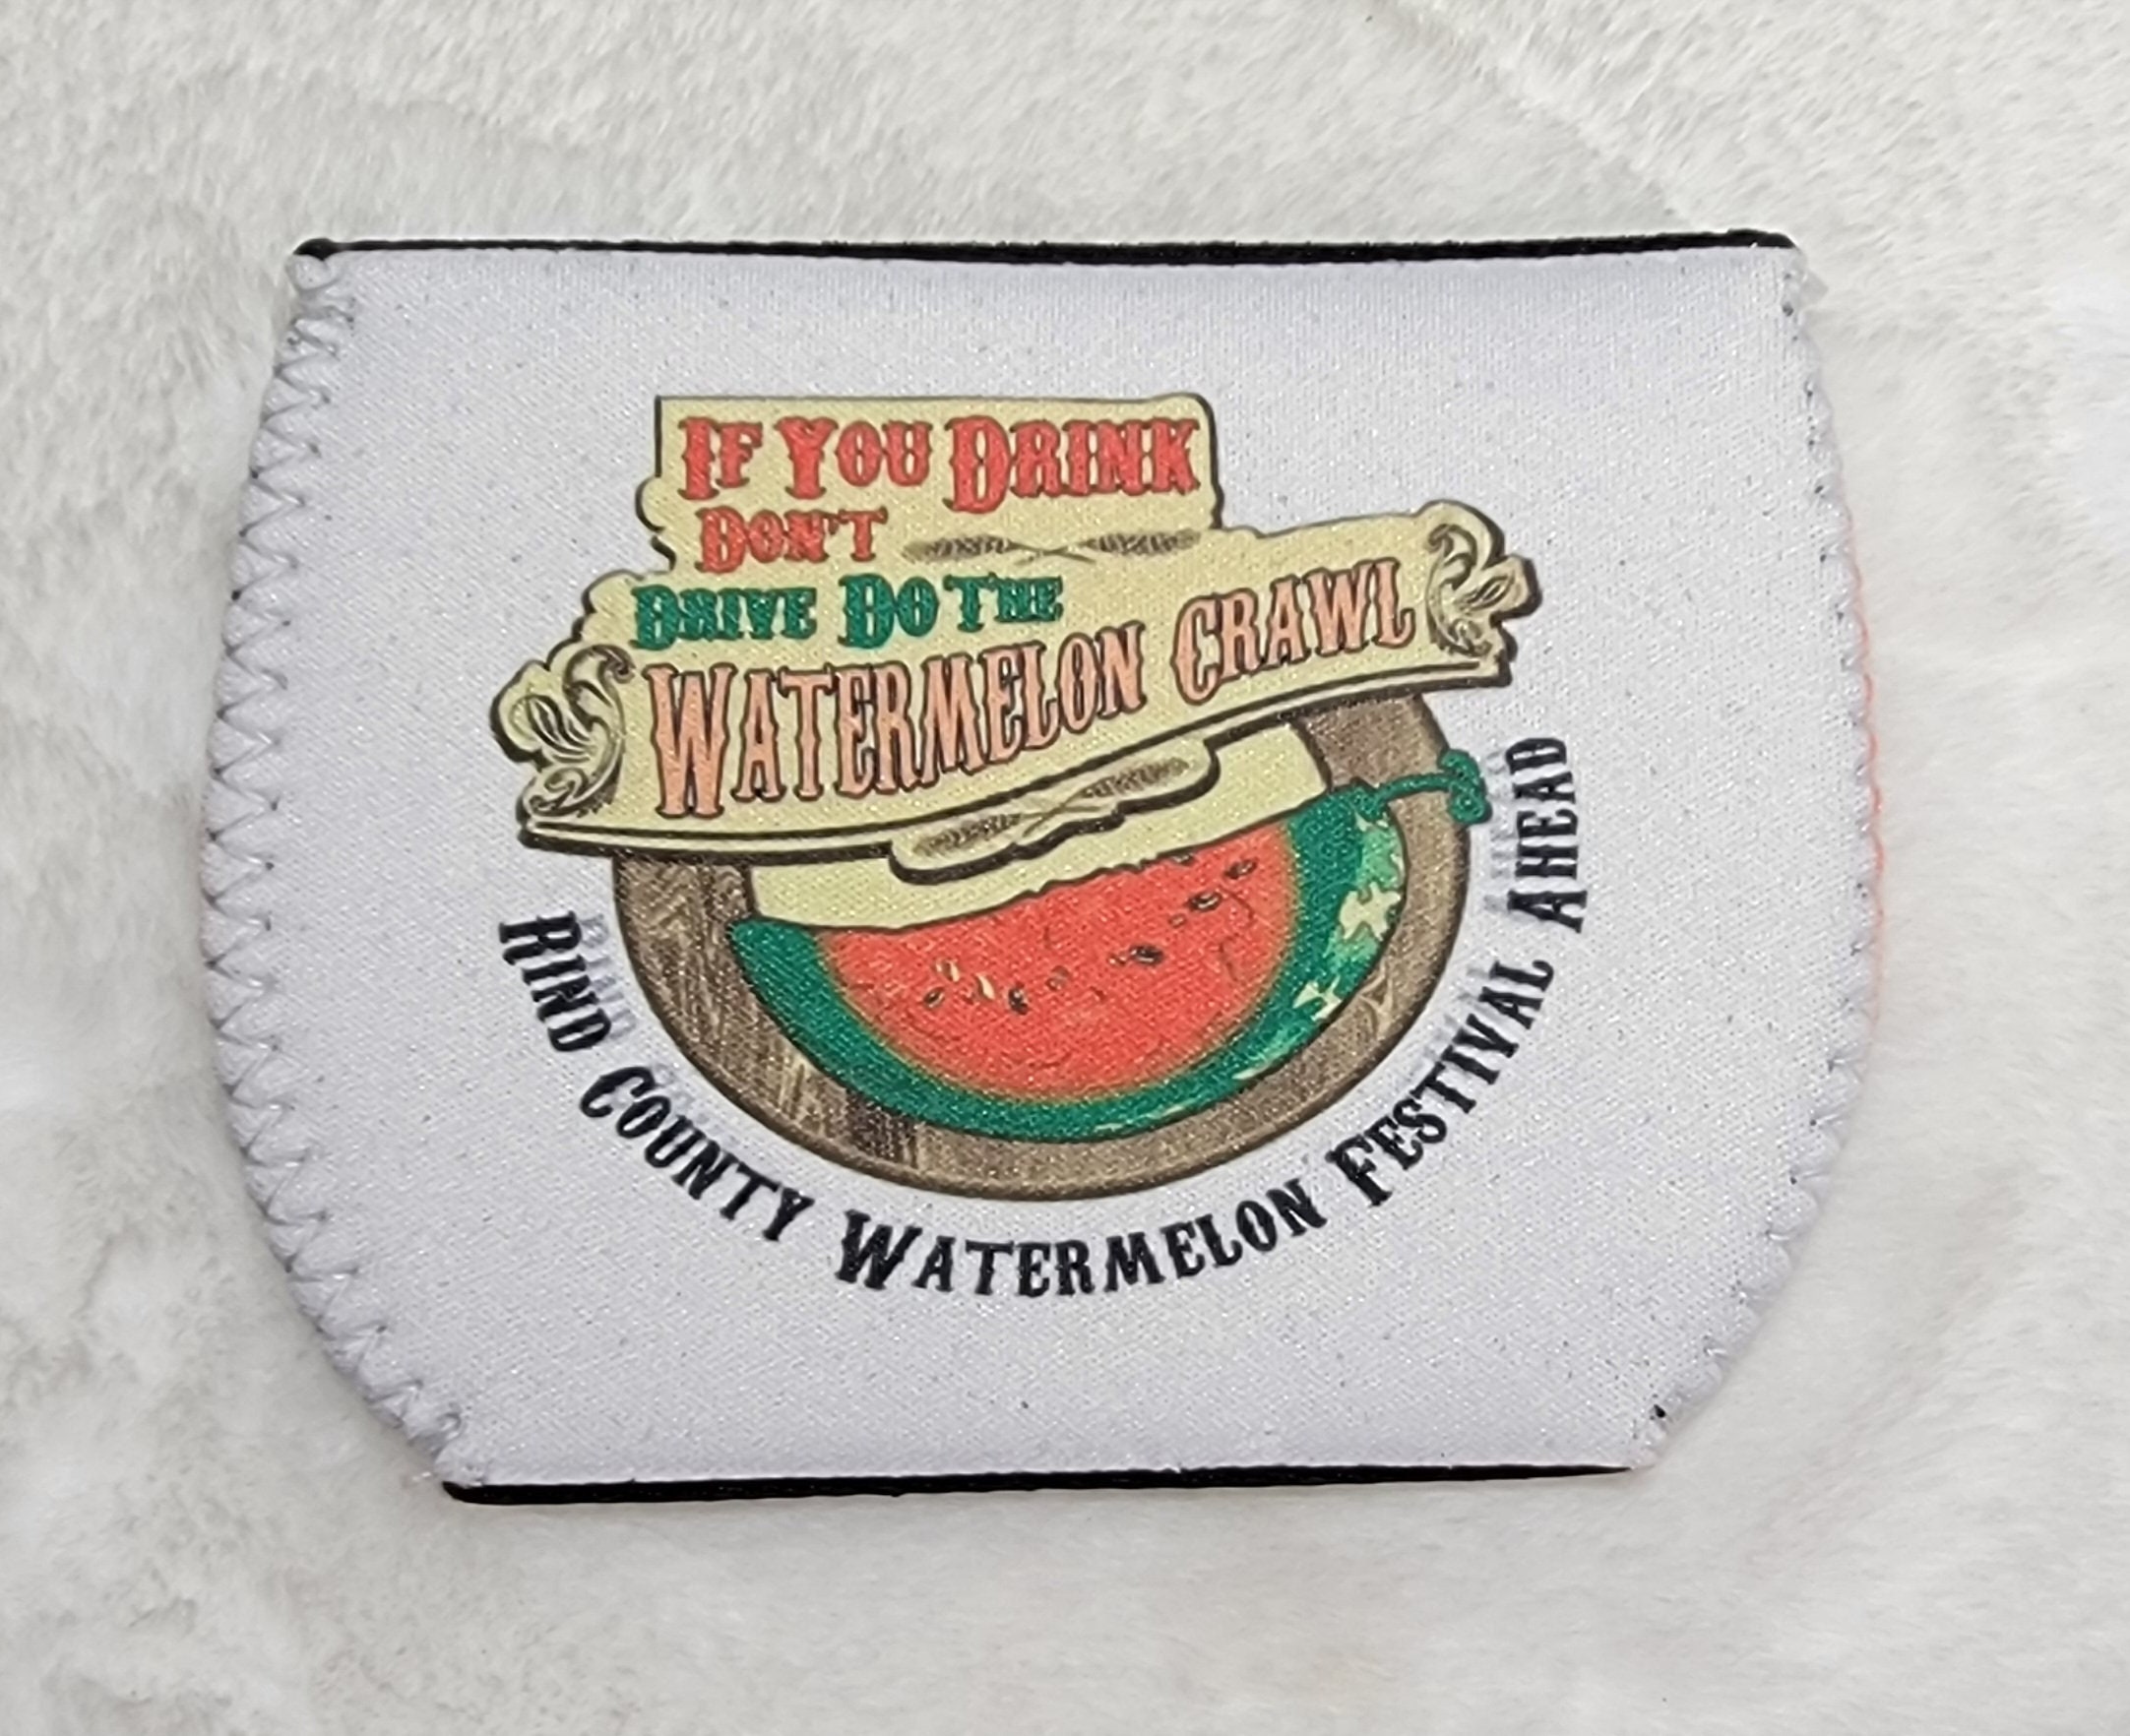 If You Drink
Don't
Drive Do The
Watermelon Crawl
Rind County Watermelon Festival Ahead